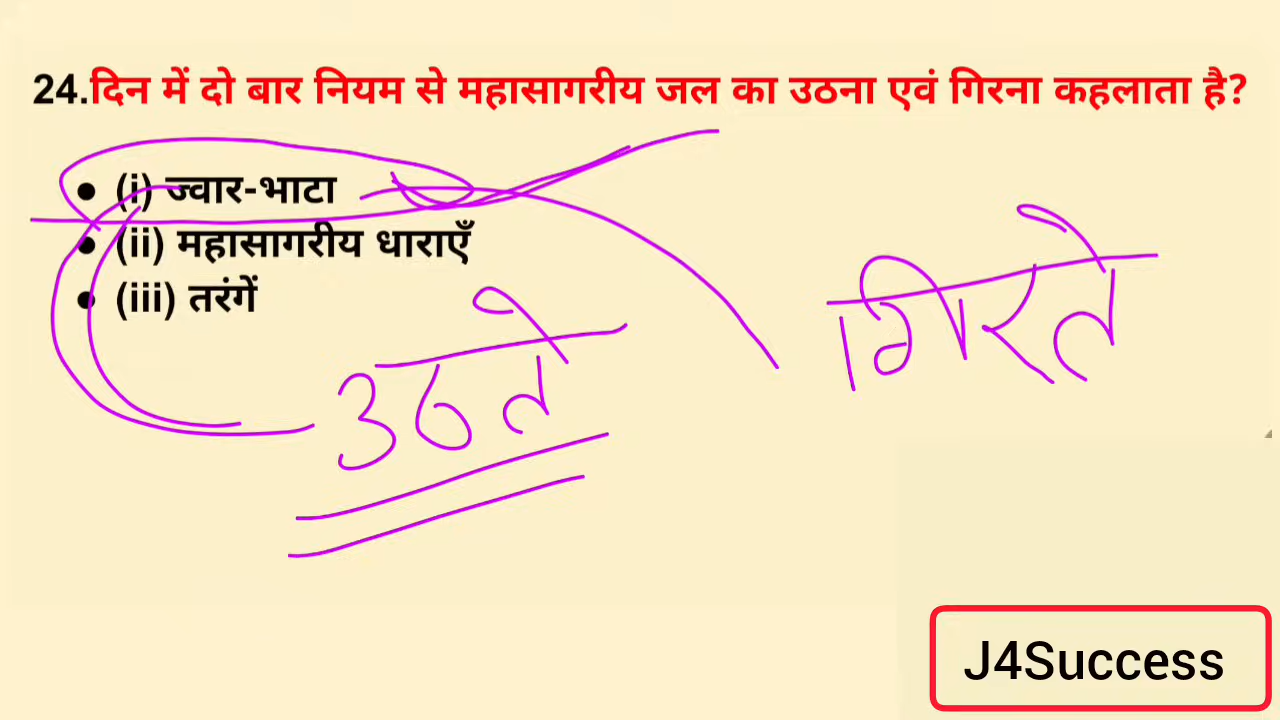 24.दिन में दो बार नियम से महासागरीय जल का उठना एवं गिरना कहलाता है?
● (i) ज्वार-भाटा
● (ii) महासागरीय धाराएँ
● (iii) तरंगें
उठते
गिरते
J4Success